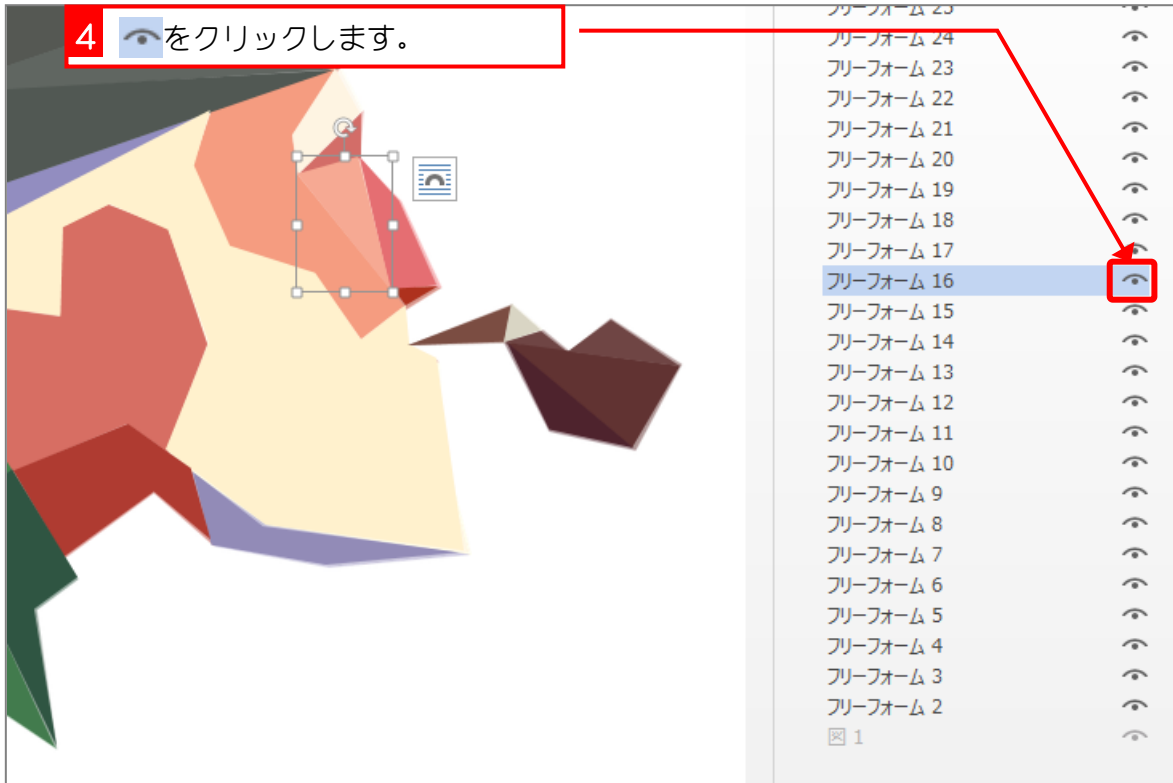 4 をクリックします。
フリーフォーム 25
フリーフォーム 24
フリーフォーム 23
フリーフォーム 22
フリーフォーム 21
フリーフォーム 20
フリーフォーム 19
フリーフォーム 18
フリーフォーム 17
フリーフォーム 16
フリーフォーム 15
フリーフォーム 14
フリーフォーム 13
フリーフォーム 12
フリーフォーム 11
フリーフォーム 10
フリーフォーム 9
フリーフォーム 8
フリーフォーム 7
フリーフォーム 6
フリーフォーム 5
フリーフォーム 4
フリーフォーム 3
フリーフォーム 2
図 1